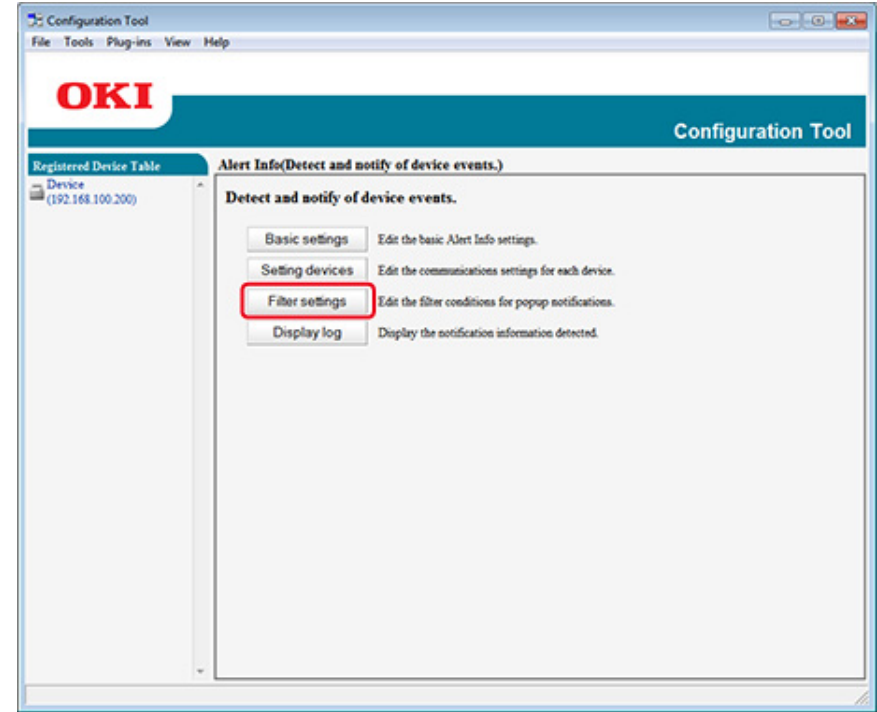 Configuration Tool
File Tools Plug-ins View Help
OKI
Configuration Tool
Registered Device Table
Device
(192.168.100.200)
Alert Info(Detect and notify of device events.)
Detect and notify of device events.
Basic settings Edit the basic Alert Info settings.
Setting devices Edit the communications settings for each device.
Filter settings Edit the filter conditions for popup notifications.
Display log Display the notification information detected.